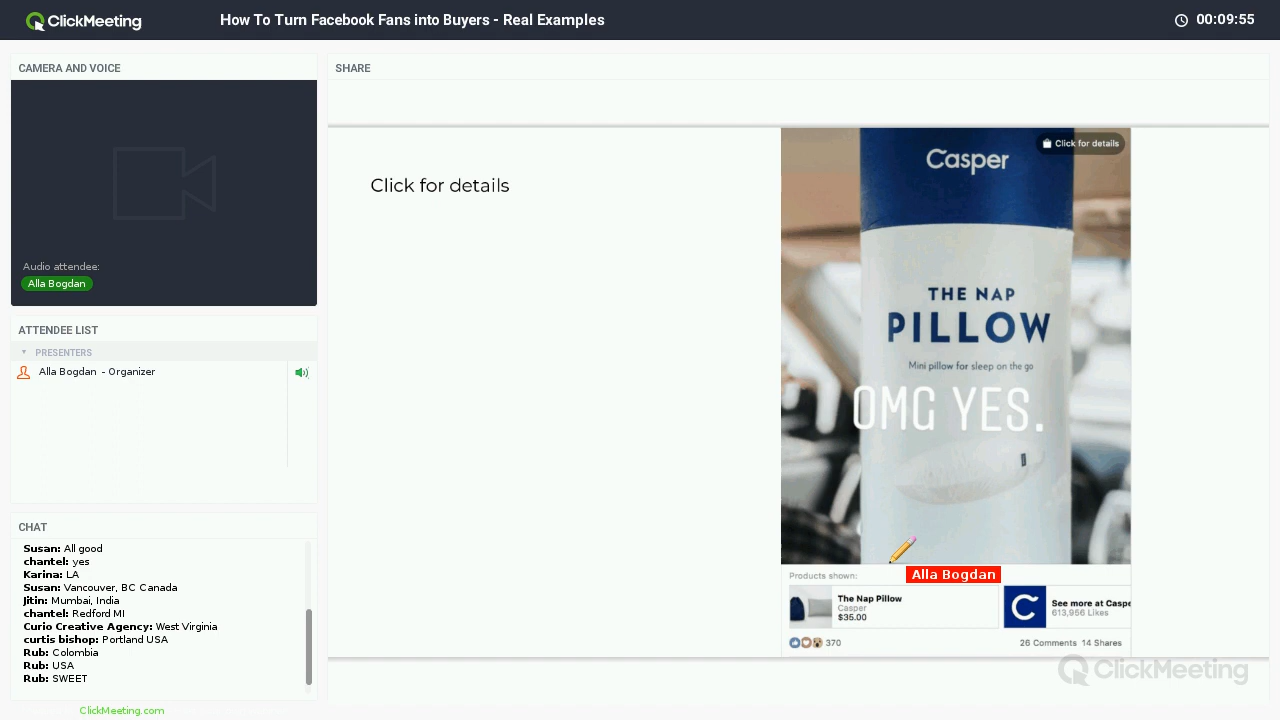 ClickMeeting
How To Turn Facebook Fans into Buyers - Real Examples
00:09:55
CAMERA AND VOICE
Audio attendee:
Alla Bogdan
ATTENDEE LIST
PRESENTERS
Alla Bogdan - Organizer
CHAT
Susan: All good
chantel: yes
Karina: LA
Susan: Vancouver, BC Canada
Jitin: Mumbai, India
chantel: Redford MI
Curio Creative Agency: West Virginia
curtis bishop: Portland USA
Rub: Colombia
Rub: USA
Rub: SWEET
ClickMeeting.com
SHARE
Click for details
Click for details
Casper
THE NAP
PILLOW
Mini pillow for sleep on the go
OMG YES.
Alla Bogdan
Products shown:
The Nap Pillow
Casper
$35.00
See more at Caspe
613,956 Likes
370
26 Comments 14 Shares
ClickMeeting